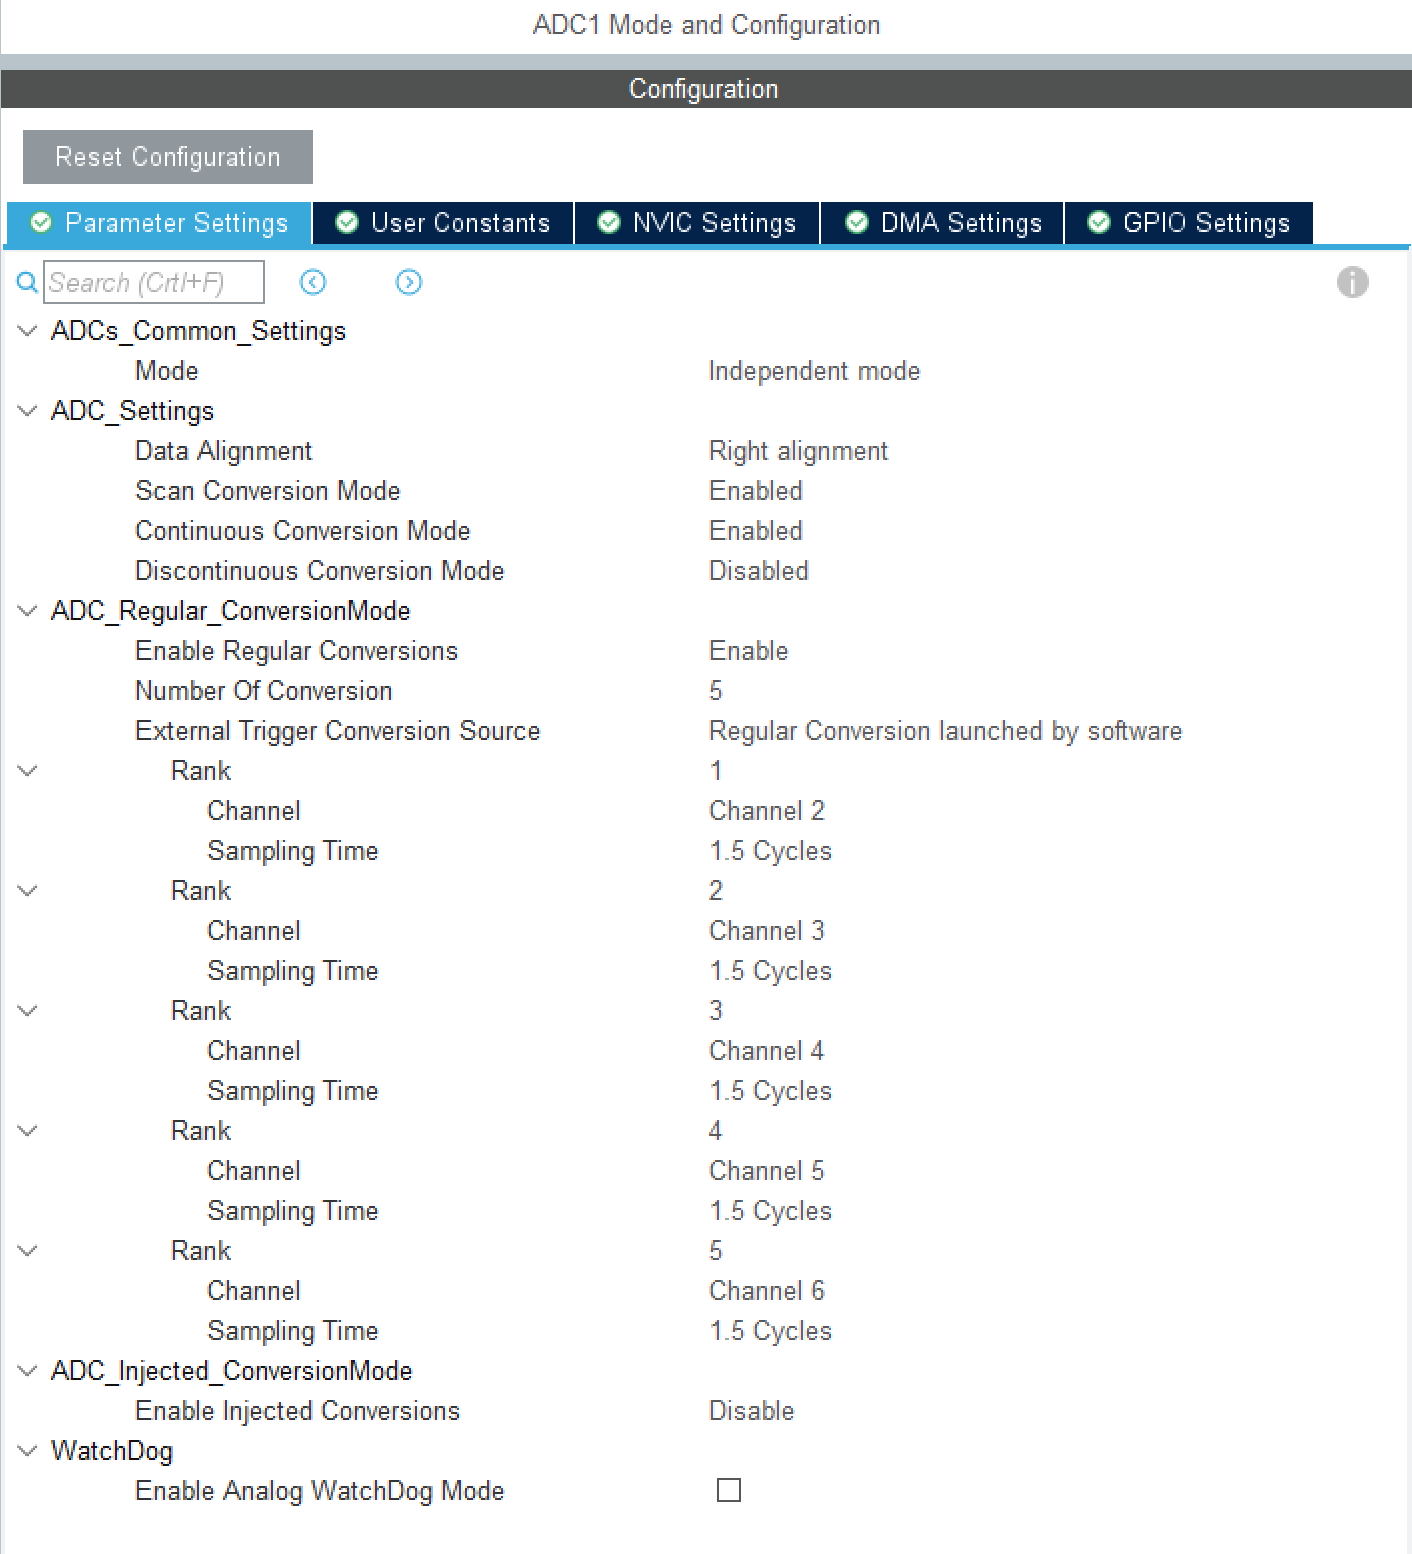 ADC1 Mode and Configuration
Configuration
Reset Configuration
Parameter Settings User Constants NVIC Settings DMA Settings GPIO Settings
Search (CrtI+F)
ADCs_Common_Settings
Mode Independent mode
ADC_Settings
Data Alignment Right alignment
Scan Conversion Mode Enabled
Continuous Conversion Mode Enabled
Discontinuous Conversion Mode Disabled
ADC_Regular_ConversionMode
Enable Regular Conversions Enable
Number Of Conversion 5
External Trigger Conversion Source Regular Conversion launched by software
Rank 1
Channel Channel 2
Sampling Time 1.5 Cycles
Rank 2
Channel Channel 3
Sampling Time 1.5 Cycles
Rank 3
Channel Channel 4
Sampling Time 1.5 Cycles
Rank 4
Channel Channel 5
Sampling Time 1.5 Cycles
Rank 5
Channel Channel 6
Sampling Time 1.5 Cycles
ADC_Injected_ConversionMode
Enable Injected Conversions Disable
WatchDog
Enable Analog WatchDog Mode